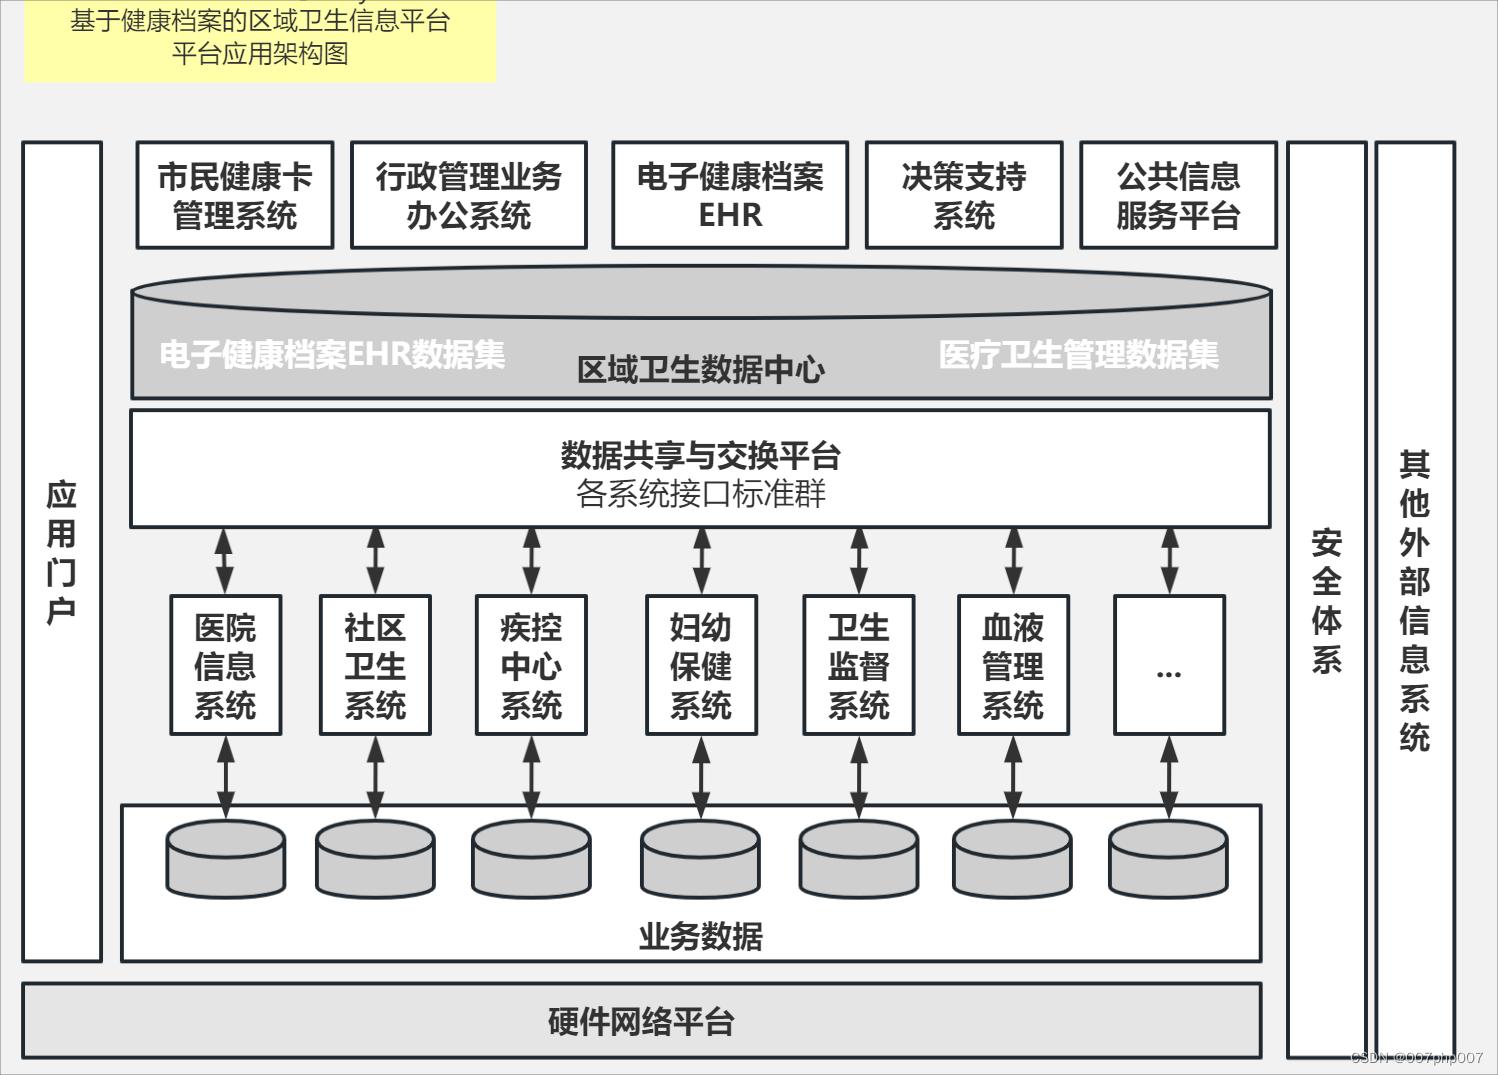 基于健康档案的区域卫生信息平台
平台应用架构图
市民健康卡
管理系统
行政管理业务
办公系统
电子健康档案
EHR
决策支持
系统
公共信息
服务平台
电子健康档案EHR数据集
区域卫生数据中心
医疗卫生管理数据集
数据共享与交换平台
各系统接口标准群
应用门户
医院
信息
系统
社区
卫生
系统
疾控
中心
系统
妇幼
保健
系统
卫生
监督
系统
血液
管理
系统
...
安全体系
其他外部信息系统
业务数据
硬件网络平台
CSDN @007php007